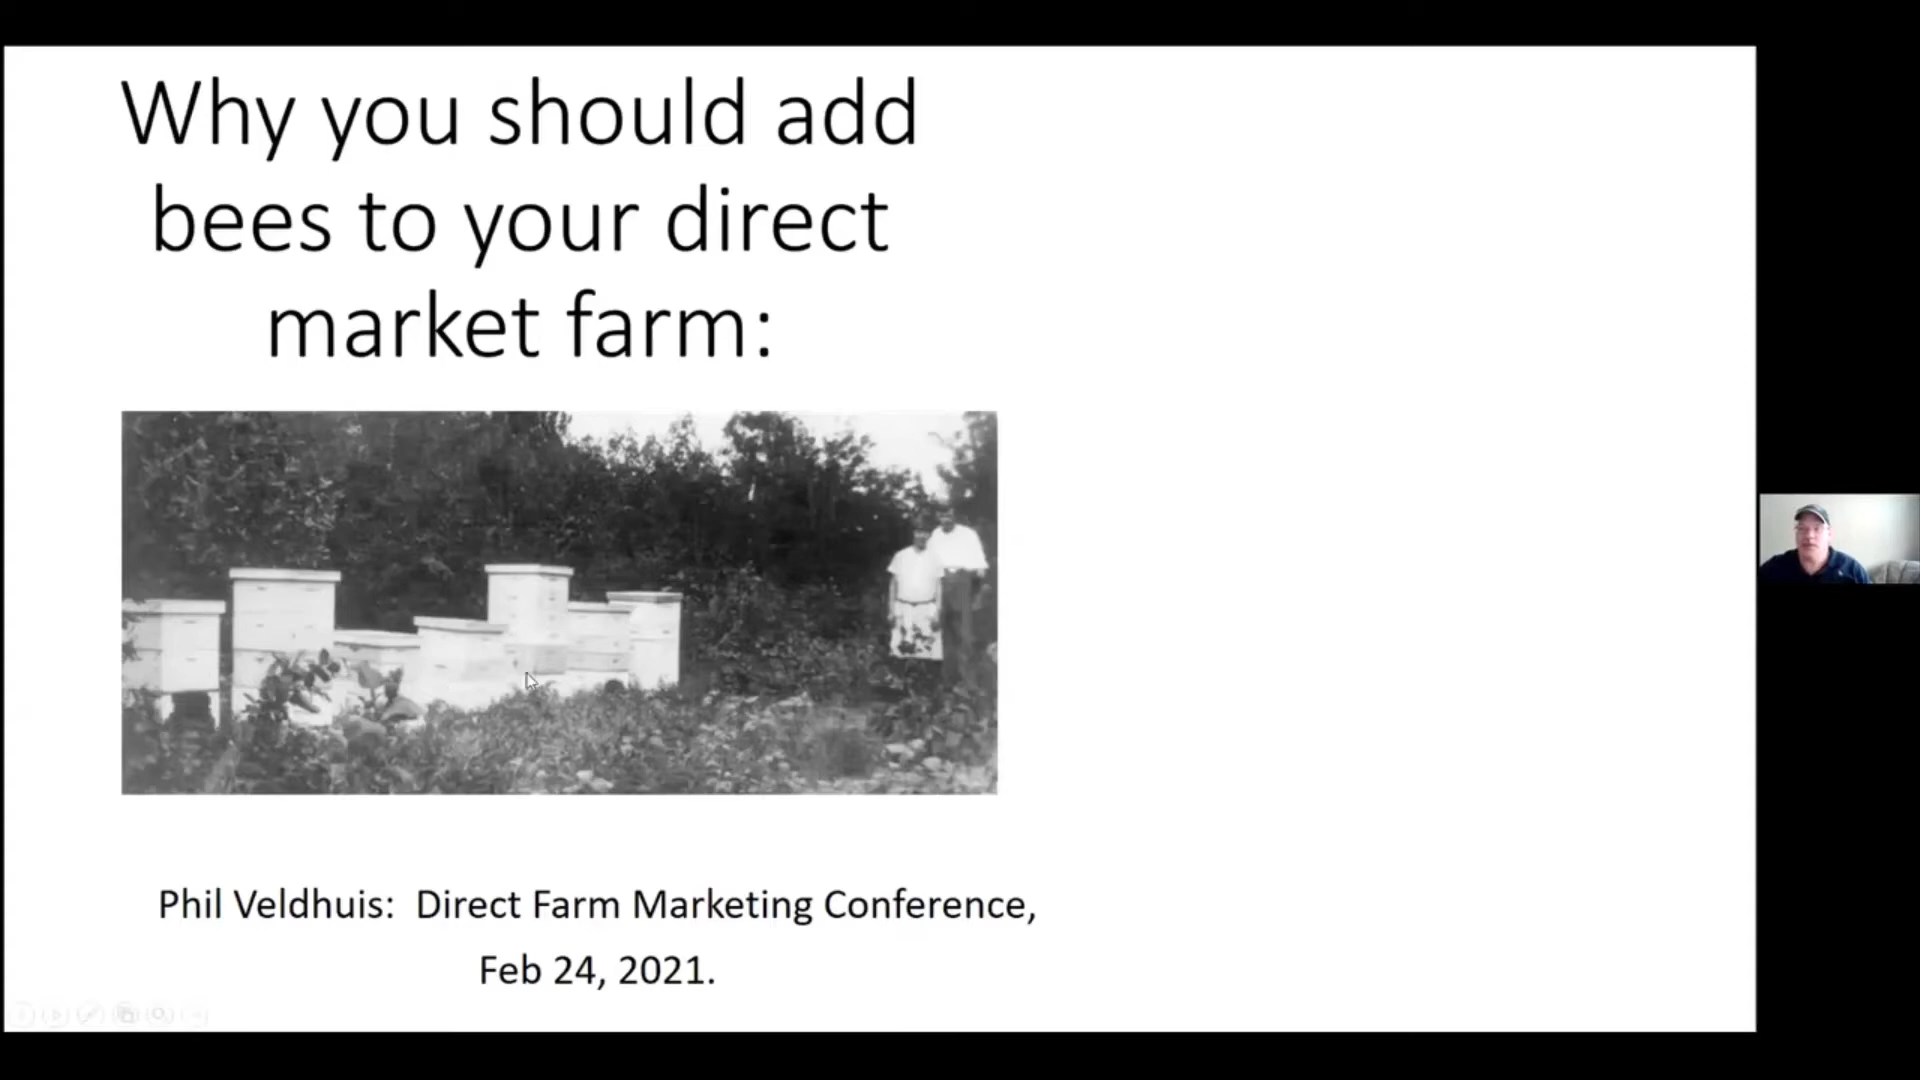 Why you should add
bees to your direct
market farm:
Phil Veldhuis:  Direct Farm Marketing Conference,
Feb 24, 2021.